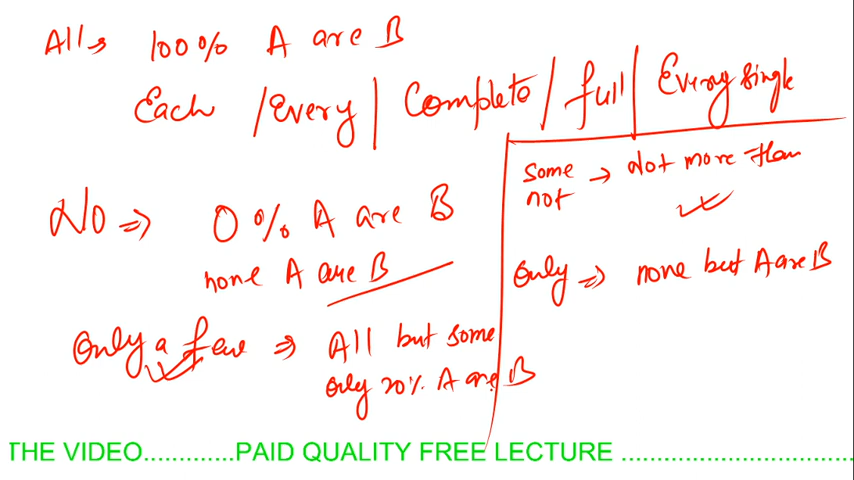 All → 100% A are B
Each / Every | Complete / full | Every single
No ⇒ 0% A are B
none A are B
Only a few ⇒ All but some
only 20% A are B
some not → Not more than
Only ⇒ none but A are B
THE VIDEO.............PAID QUALITY FREE LECTURE .................................